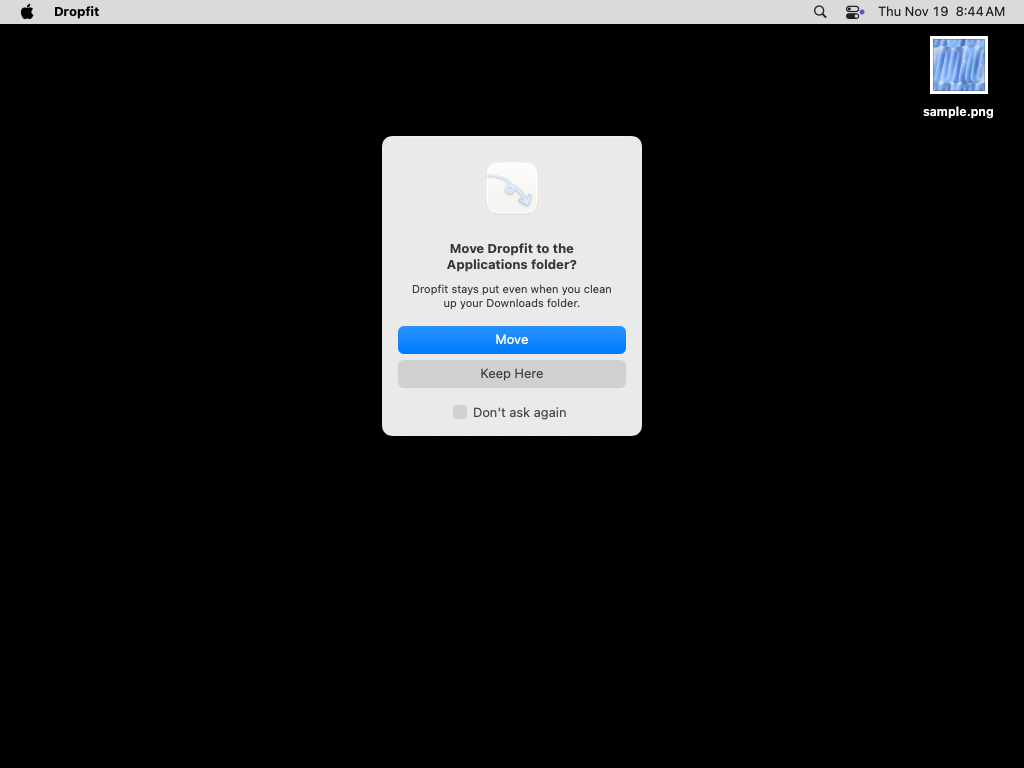 Dropfit
Thu Nov 19 8:44 AM
sample.png
Move Dropfit to the
Applications folder?
Dropfit stays put even when you clean
up your Downloads folder.
Move
Keep Here
Don't ask again